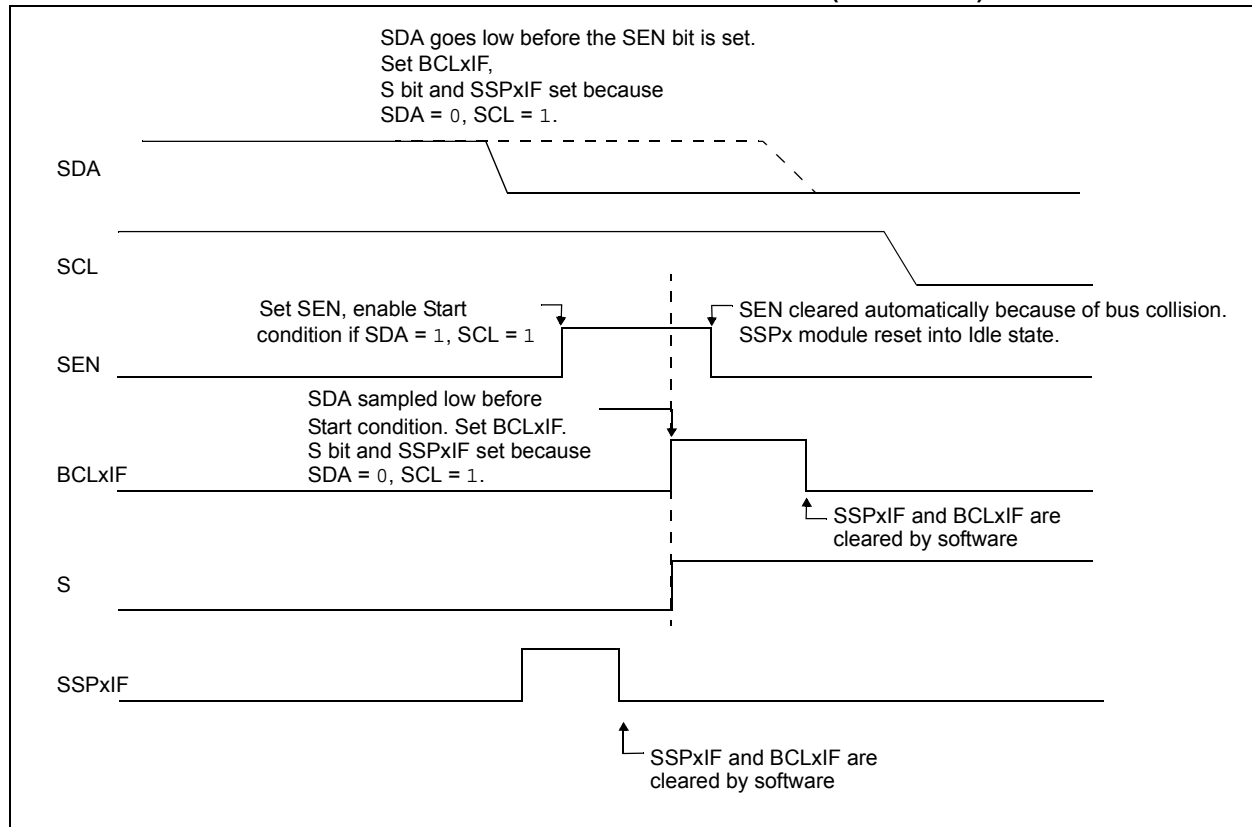 SDA goes low before the SEN bit is set.
Set BCLxIF,
S bit and SSPxIF set because
SDA = 0, SCL = 1.
SDA
SCL
Set SEN, enable Start
condition if SDA = 1, SCL = 1
SEN cleared automatically because of bus collision.
SSPx module reset into Idle state.
SEN
SDA sampled low before
Start condition. Set BCLxIF.
S bit and SSPxIF set because
SDA = 0, SCL = 1.
BCLxIF
SSPxIF and BCLxIF are
cleared by software
S
SSPxIF
SSPxIF and BCLxIF are
cleared by software